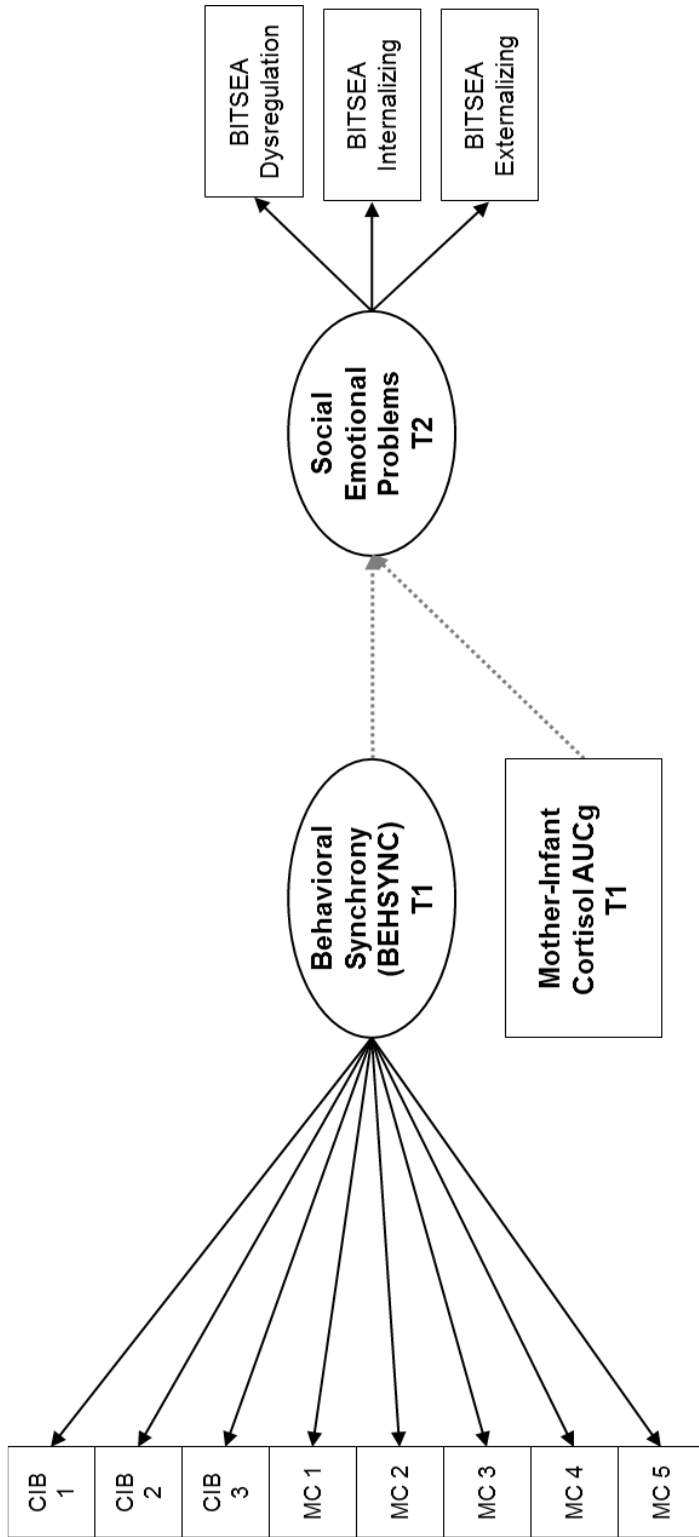 CIB
1
CIB
2
CIB
3
MC 1
MC 2
MC 3
MC 4
MC 5
Behavioral
Synchrony
(BEHSYNC)
T1
Mother-Infant
Cortisol AUCg
T1
Social
Emotional
Problems
T2
BITSEA
Dysregulation
BITSEA
Internalizing
BITSEA
Externalizing